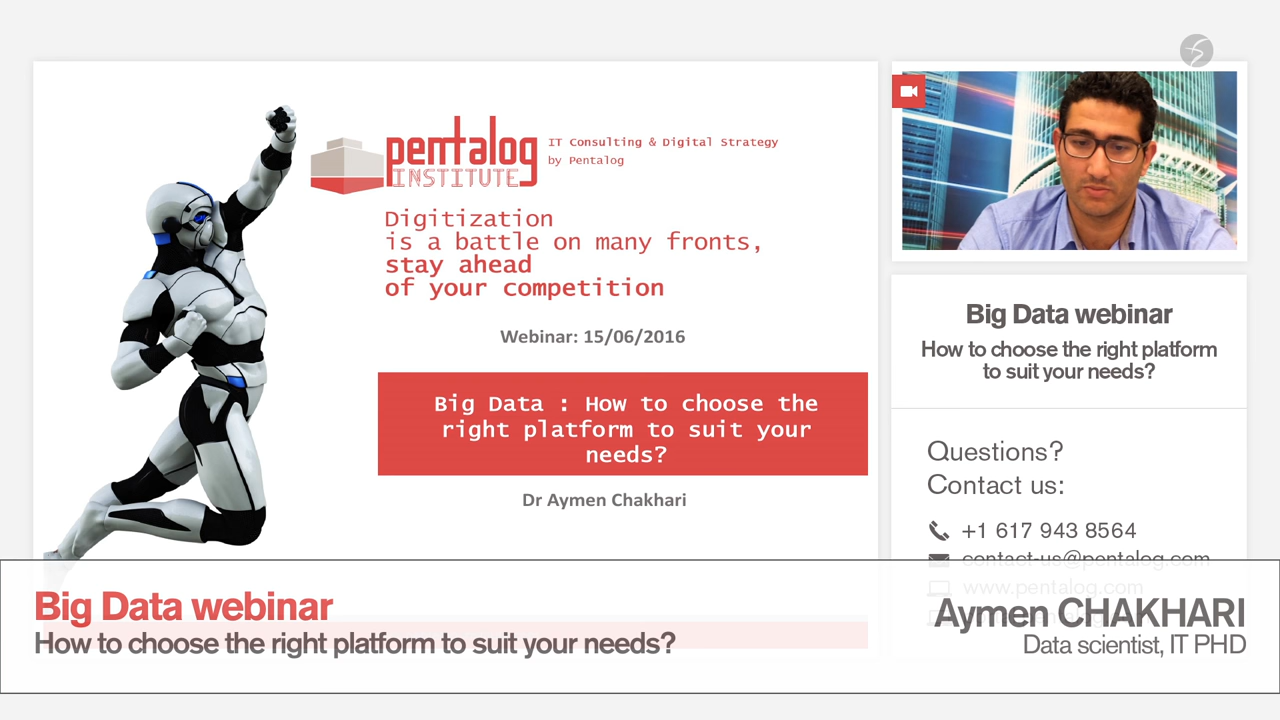 pentalog
INSTITUTE
IT Consulting & Digital Strategy
by Pentalog
Digitization
is a battle on many fronts,
stay ahead
of your competition
Webinar: 15/06/2016
Big Data : How to choose the
right platform to suit your
needs?
Dr Aymen Chakhari
Big Data webinar
How to choose the right platform
to suit your needs?
Questions?
Contact us:
+1 617 943 8564
contact-us@pentalog.com
www.pentalog.com
Big Data webinar
How to choose the right platform to suit your needs?
Aymen CHAKHARI
Data scientist, IT PHD